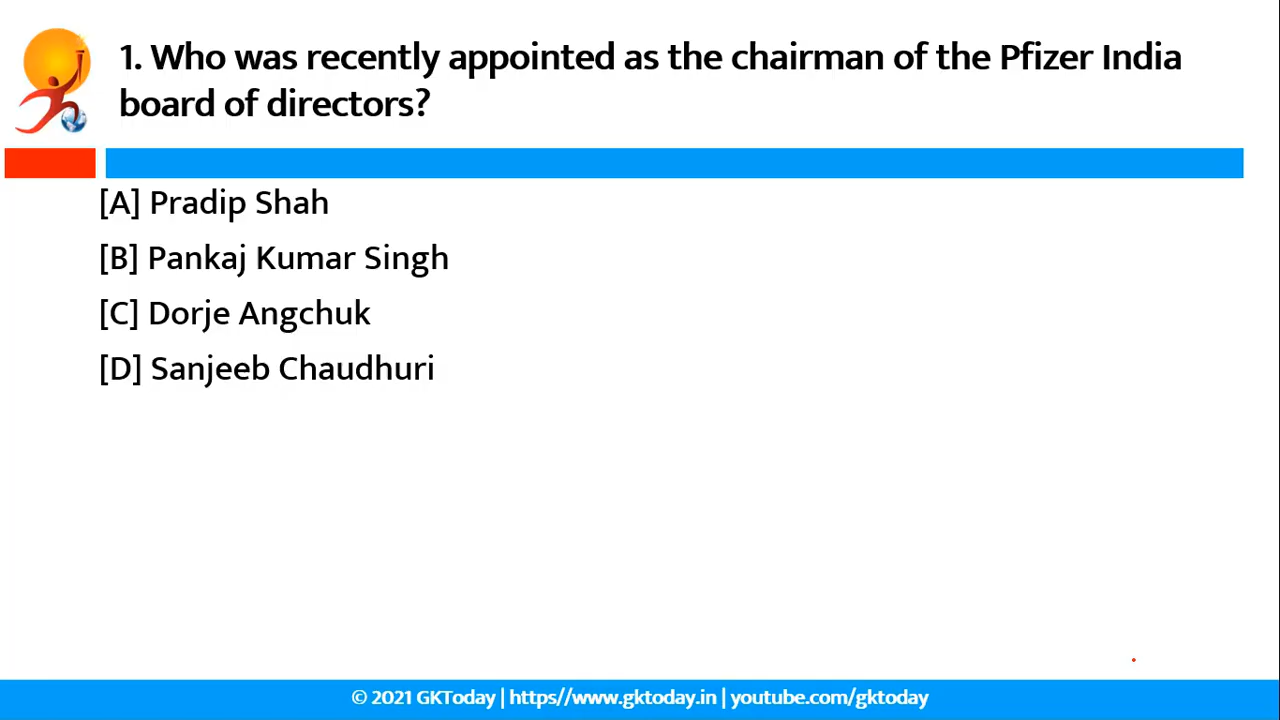 1. Who was recently appointed as the chairman of the Pfizer India
board of directors?
[A] Pradip Shah
[B] Pankaj Kumar Singh
[C] Dorje Angchuk
[D] Sanjeeb Chaudhuri
© 2021 GKToday | https//www.gktoday.in | youtube.com/gktoday